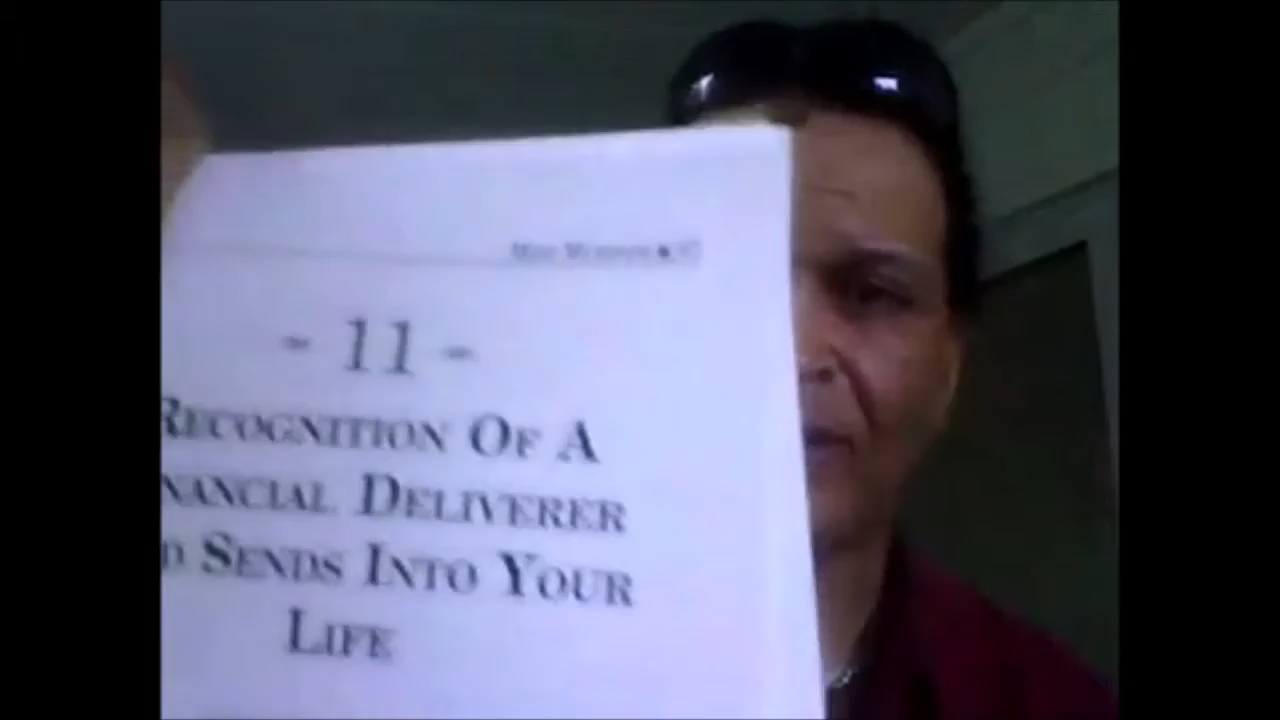 - 11 -
RECOGNITION OF A
NANCIAL DELIVERER
SENDS INTO YOUR
LIFE